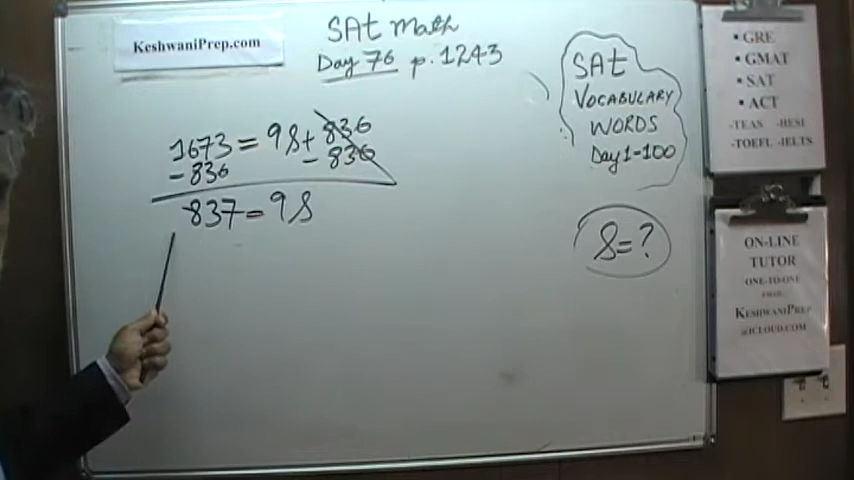 KeshwaniPrep.com
SAt Math
Day 76 p. 1243
1673 = 9s + 836
-836 - 836
837 = 9s
SAt
VOCABULARY
WORDS
Day 1-100
s = ?
• GRE
• GMAT
• SAT
• ACT
-TEAS -HESI
-TOEFL -IELTS
ON-LINE
TUTOR
ONE-TO-ONE
KESHWANIPREP
@ICLOUD.COM